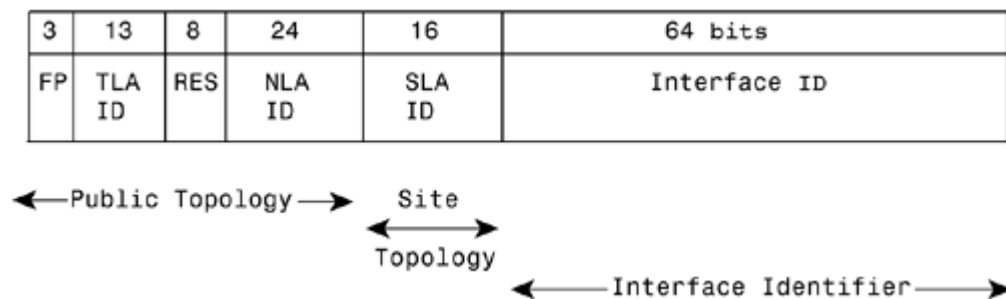 3 13 8 24 16 64 bits
FP TLA RES NLA SLA Interface ID
ID ID ID
Public Topology Site
Topology
Interface Identifier